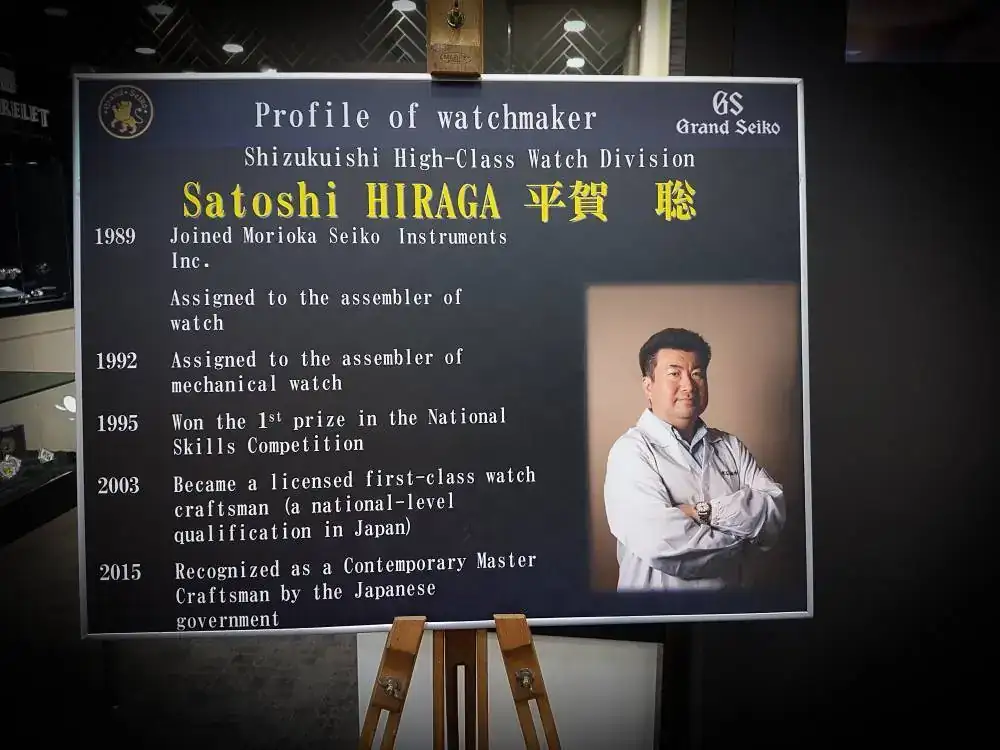 RELET
GRAND SEIKO
Profile of watchmaker
GS
Grand Seiko
Shizukuishi High-Class Watch Division
Satoshi HIRAGA 平賀 聡
1989 Joined Morioka Seiko Instruments
Inc.
Assigned to the assembler of
watch
1992 Assigned to the assembler of
mechanical watch
1995 Won the 1st prize in the National
Skills Competition
2003 Became a licensed first-class watch
craftsman (a national-level
qualification in Japan)
2015 Recognized as a Contemporary Master
Craftsman by the Japanese
government